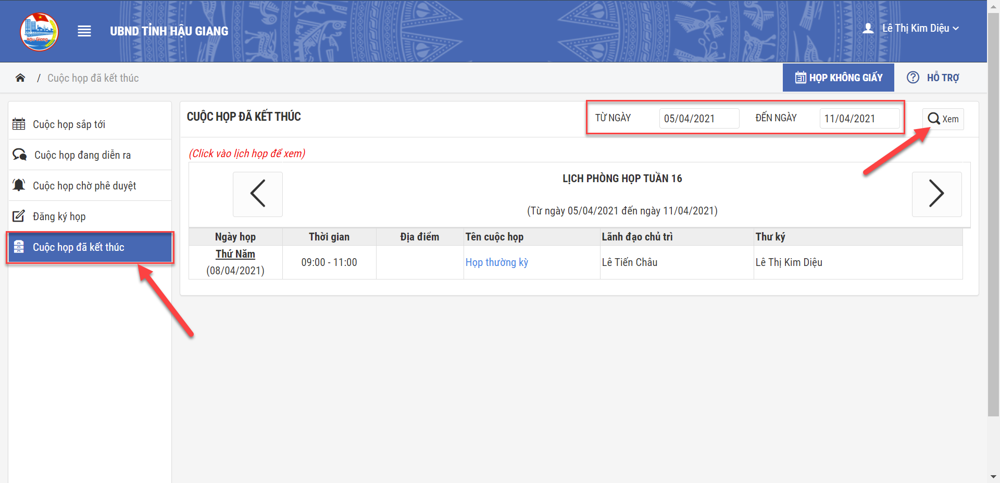 Hậu Giang
UBND TỈNH HẬU GIANG
Lê Thị Kim Diệu
/ Cuộc họp đã kết thúc
31 HỌP KHÔNG GIẤY
? HỖ TRỢ
Cuộc họp sắp tới
Cuộc họp đang diễn ra
Cuộc họp chờ phê duyệt
Đăng ký họp
Cuộc họp đã kết thúc
CUỘC HỌP ĐÃ KẾT THÚC
TỪ NGÀY 05/04/2021 ĐẾN NGÀY 11/04/2021 Xem
(Click vào lịch họp để xem)
LỊCH PHÒNG HỌP TUẦN 16
(Từ ngày 05/04/2021 đến ngày 11/04/2021)
Ngày họp Thời gian Địa điểm Tên cuộc họp Lãnh đạo chủ trì Thư ký
Thứ Năm
(08/04/2021) 09:00 - 11:00 Họp thường kỳ Lê Tiến Châu Lê Thị Kim Diệu